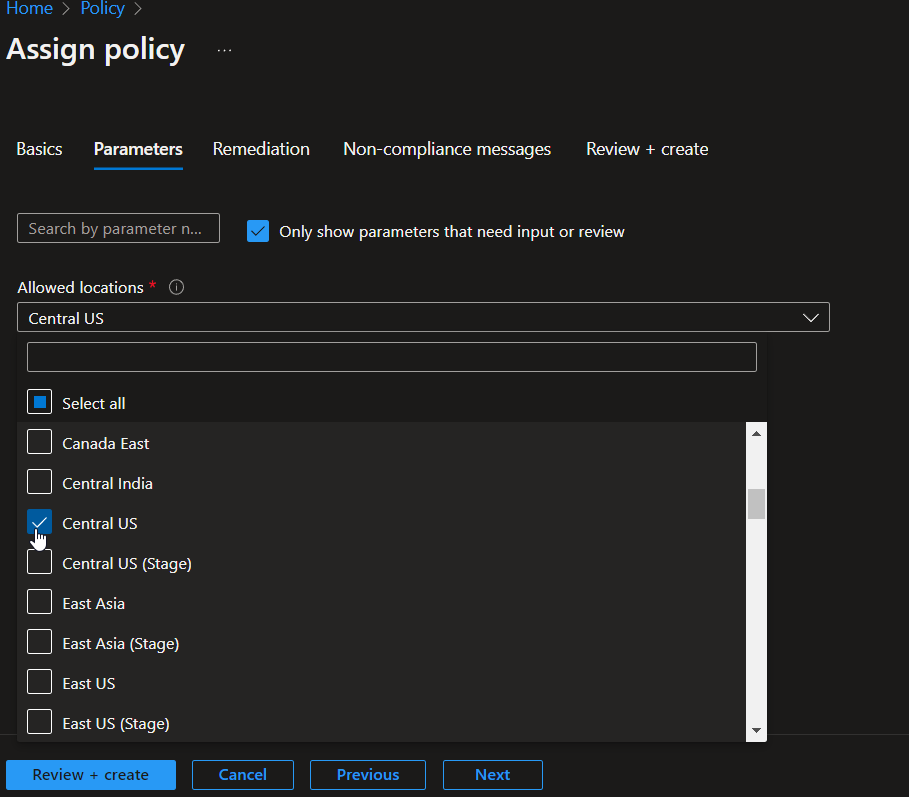 Home > Policy >
Assign policy ...
Basics Parameters Remediation Non-compliance messages Review + create
Search by parameter n... Only show parameters that need input or review
Allowed locations *
Central US
Select all
Canada East
Central India
Central US
Central US (Stage)
East Asia
East Asia (Stage)
East US
East US (Stage)
Review + create Cancel Previous Next